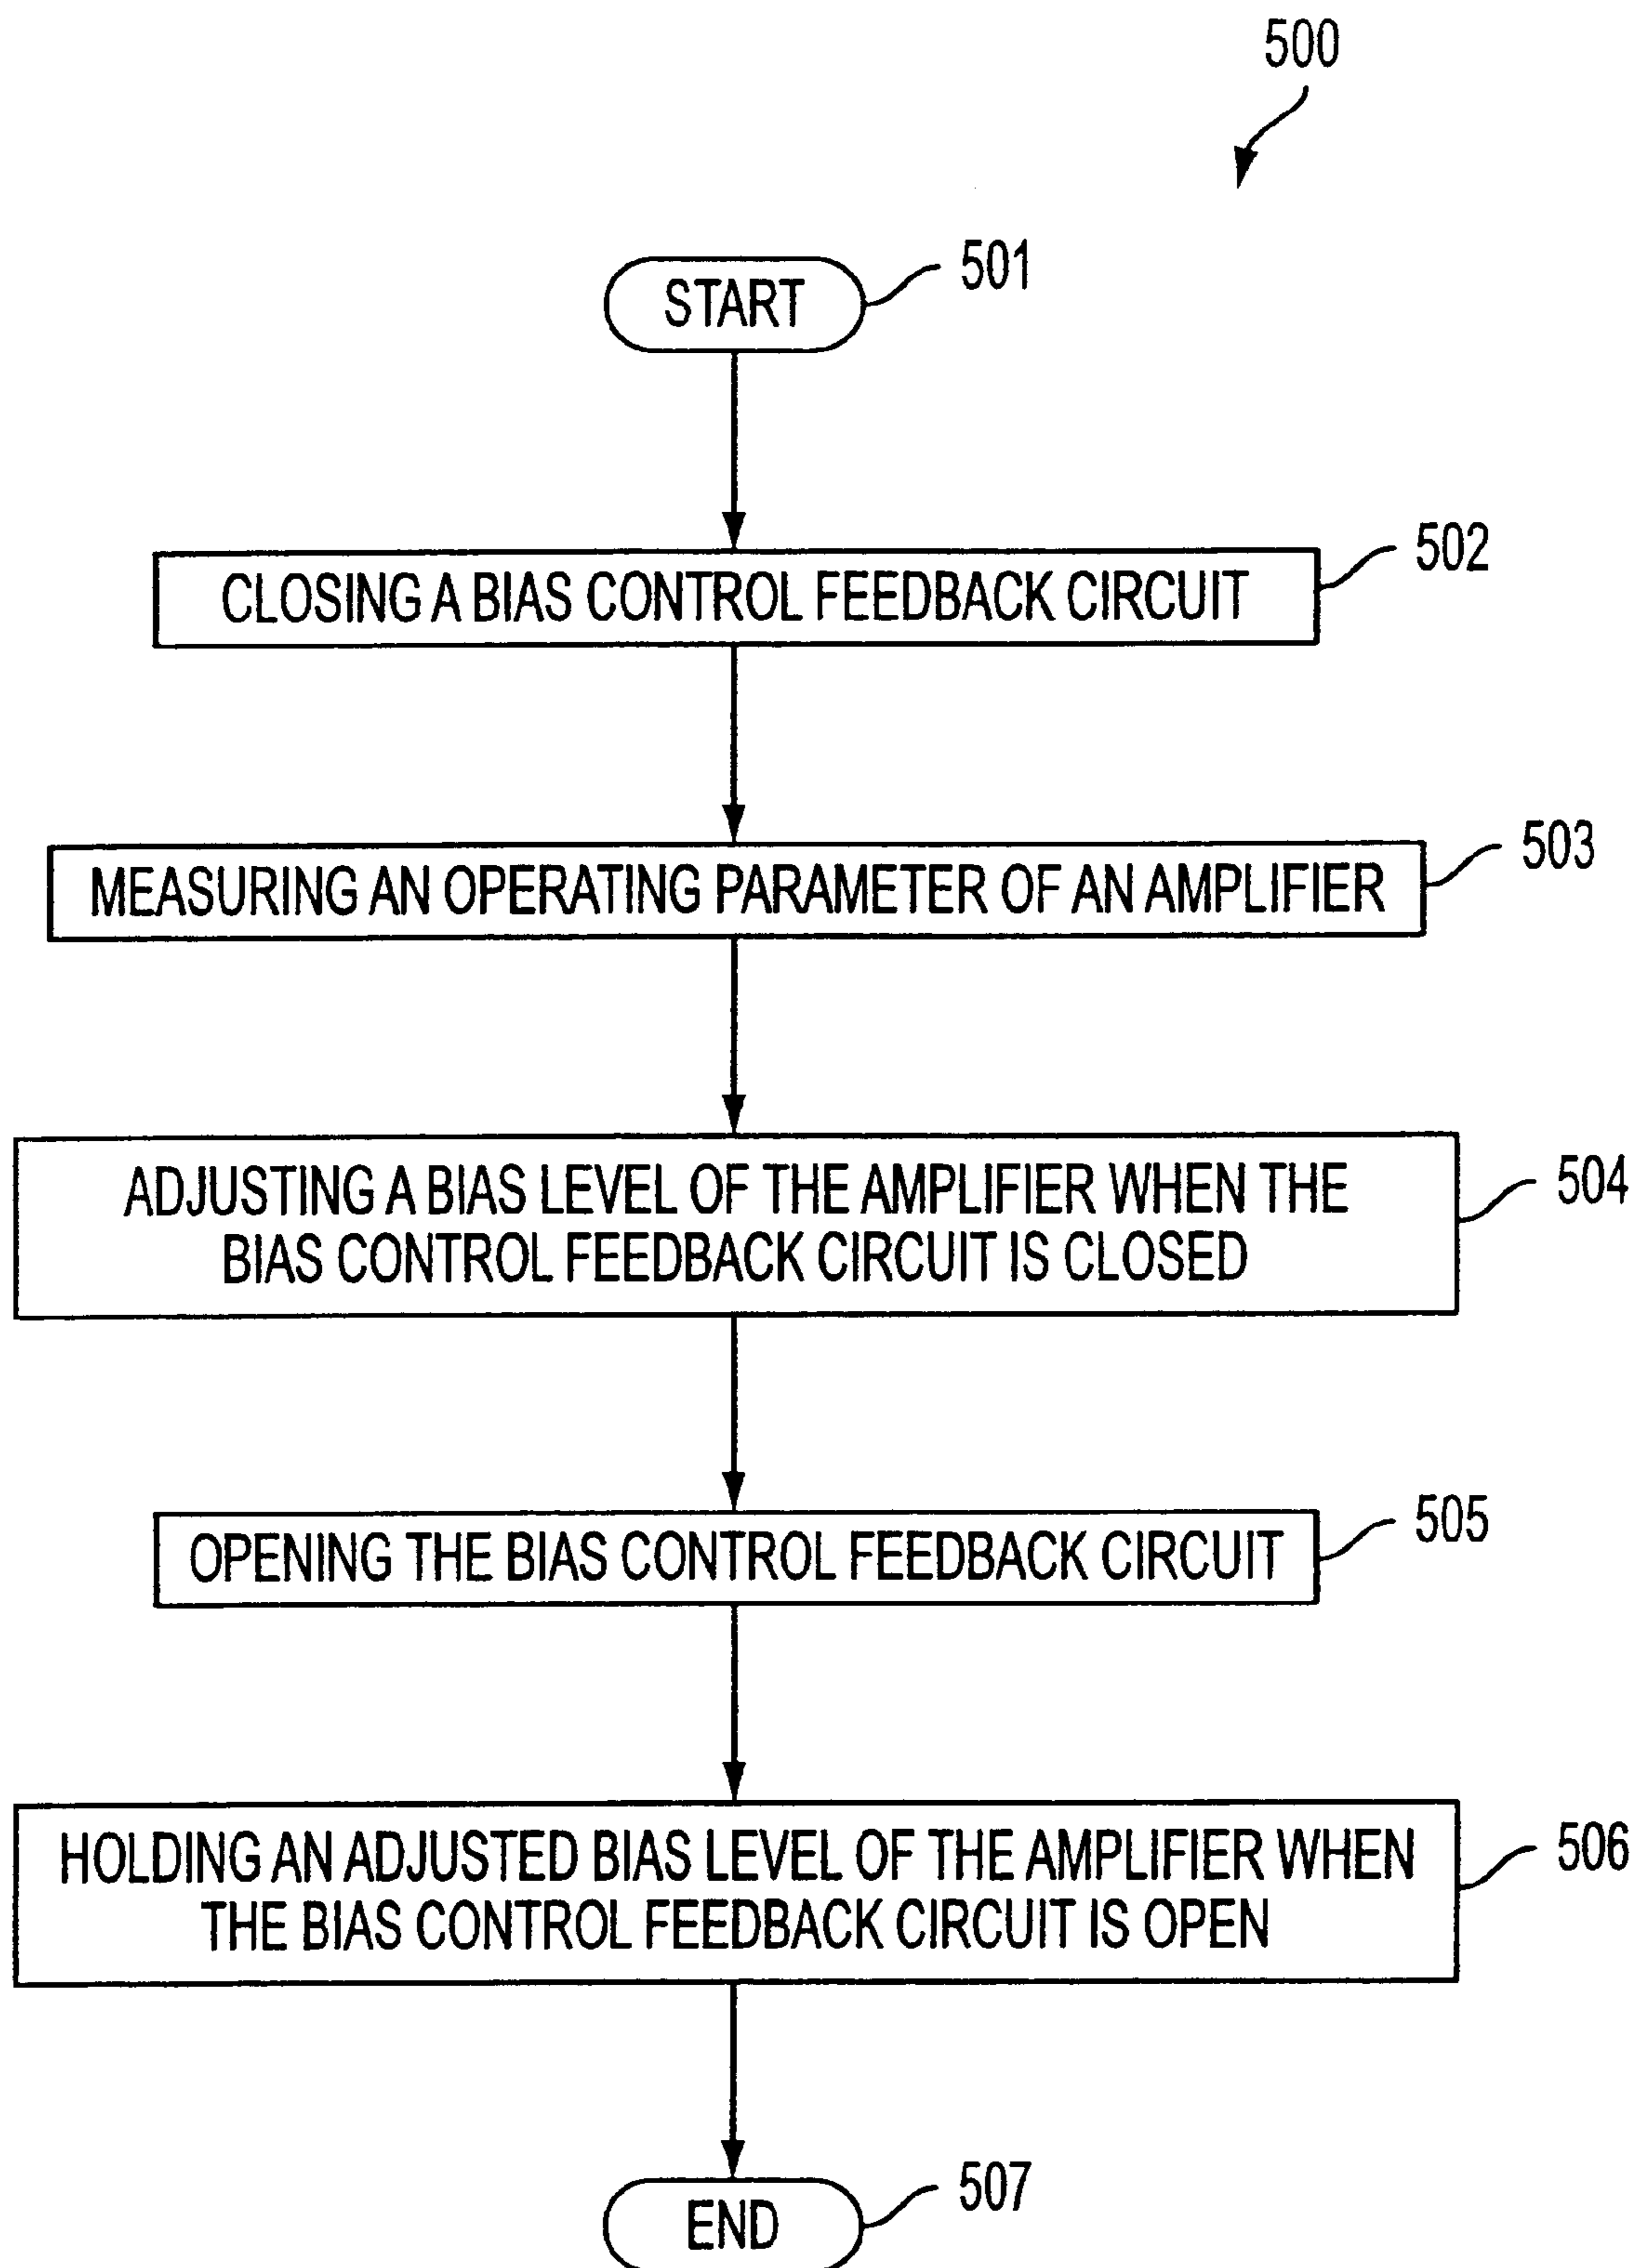 500
START
501
CLOSING A BIAS CONTROL FEEDBACK CIRCUIT
502
MEASURING AN OPERATING PARAMETER OF AN AMPLIFIER
503
ADJUSTING A BIAS LEVEL OF THE AMPLIFIER WHEN THE
BIAS CONTROL FEEDBACK CIRCUIT IS CLOSED
504
OPENING THE BIAS CONTROL FEEDBACK CIRCUIT
505
HOLDING AN ADJUSTED BIAS LEVEL OF THE AMPLIFIER WHEN
THE BIAS CONTROL FEEDBACK CIRCUIT IS OPEN
506
END
507